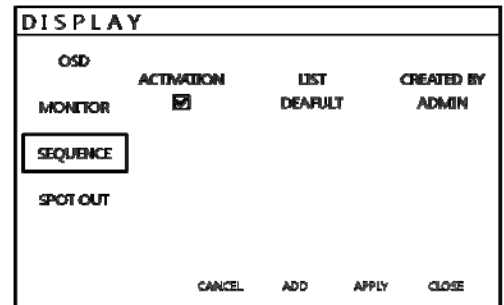 DISPLAY
OSD
ACTIVATION LIST CREATED BY
MONITOR DEAFULT ADMIN
SEQUENCE
SPOT OUT
CANCEL ADD APPLY CLOSE